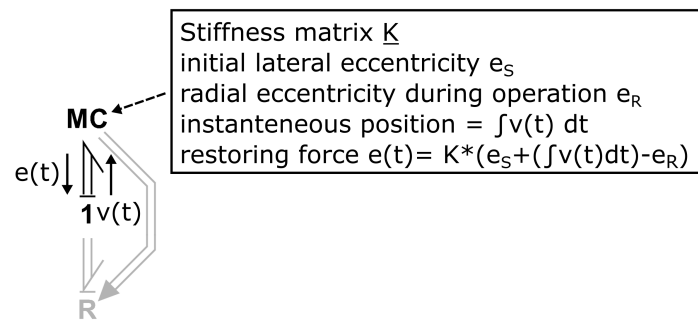 Stiffness matrix K
initial lateral eccentricity eS
radial eccentricity during operation eR
instanteneous position = ∫v(t) dt
restoring force e(t)= K*(eS+(∫v(t)dt)-eR)
MC
e(t)
1 v(t)
R